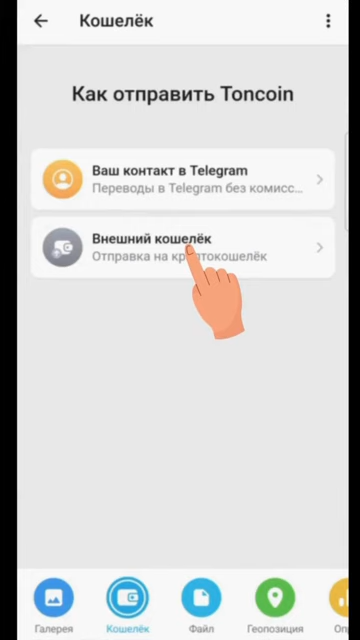 Кошелёк
Как отправить Toncoin
Ваш контакт в Telegram
Переводы в Telegram без комисс...
Внешний кошелёк
Отправка на криптокошелёк
Галерея
Кошелёк
Файл
Геопозиция